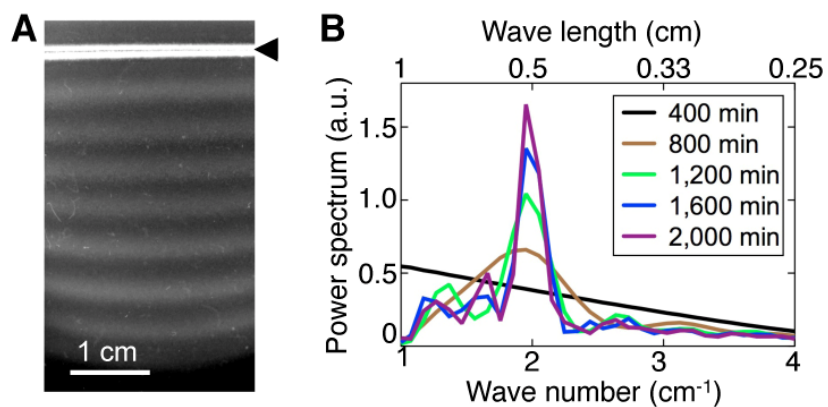 A
1 cm
B
Wave length (cm)
1 0.5 0.33 0.25
Power spectrum (a.u.)
1.5
1.0
0.5
0
400 min
800 min
1,200 min
1,600 min
2,000 min
1 2 3 4
Wave number (cm⁻¹)